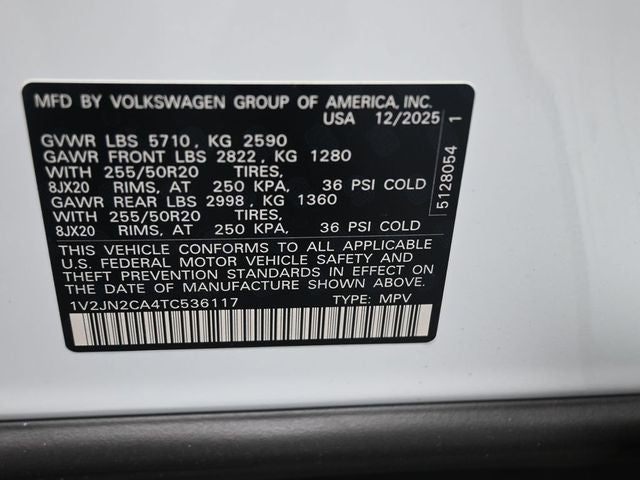 MFD BY VOLKSWAGEN GROUP OF AMERICA, INC.
USA 12/2025
GVWR LBS 5710, KG 2590
GAWR FRONT LBS 2822, KG 1280
WITH 255/50R20 TIRES,
8JX20 RIMS, AT 250 KPA, 36 PSI COLD
GAWR REAR LBS 2998, KG 1360
WITH 255/50R20 TIRES,
8JX20 RIMS, AT 250 KPA, 36 PSI COLD
THIS VEHICLE CONFORMS TO ALL APPLICABLE
U.S. FEDERAL MOTOR VEHICLE SAFETY AND
THEFT PREVENTION STANDARDS IN EFFECT ON
THE DATE OF MANUFACTURE SHOWN ABOVE.
1V2JN2CA4TC536117 TYPE: MPV
5128054 1